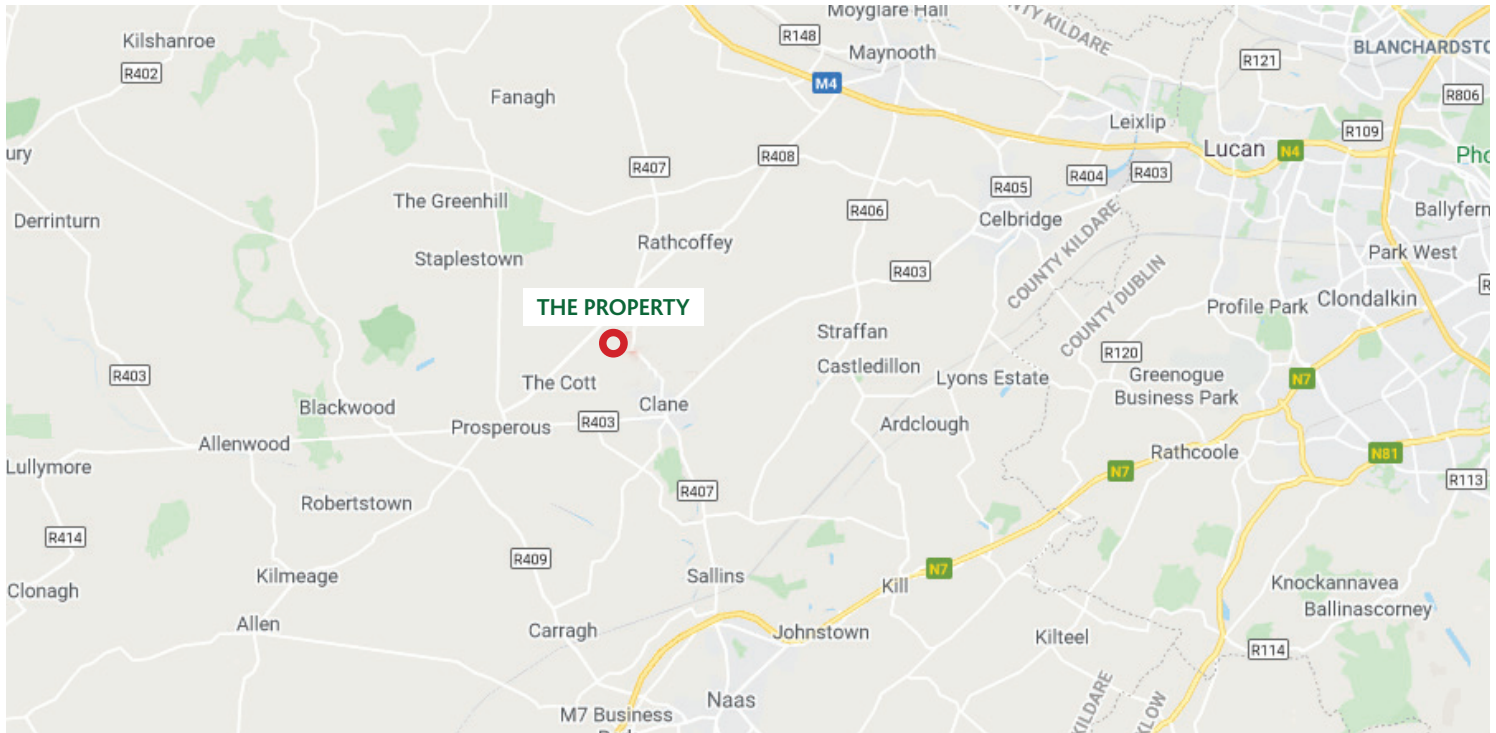 Moyglare Hall
COUNTY KILDARE
Kilshanroe
R148
Maynooth
BLANCHARDSTO
R121
R402
M4
Fanagh
R806
Leixlip
R109
Lucan
N4
ury
R407
R408
Pho
R404
R403
R405
The Greenhill
R406
Ballyfern
Derrinturn
Celbridge
Rathcoffey
Park West
Staplestown
R403
COUNTY KILDARE
COUNTY DUBLIN
R
THE PROPERTY
Profile Park
Clondalkin
Straffan
R120
Castledillon
Lyons Estate
Greenogue
Business Park
N7
R403
The Cott
Blackwood
Clane
Prosperous
R403
Ardclough
Allenwood
Rathcoole
N81
Lullymore
N7
R113
R407
Robertstown
R414
R409
N7
Kilmeage
Sallins
Kill
Knockannavea
Clonagh
Ballinascorney
Allen
Carragh
Johnstown
Kilteel
R114
Naas
M7 Business
KILDARE
KLOW